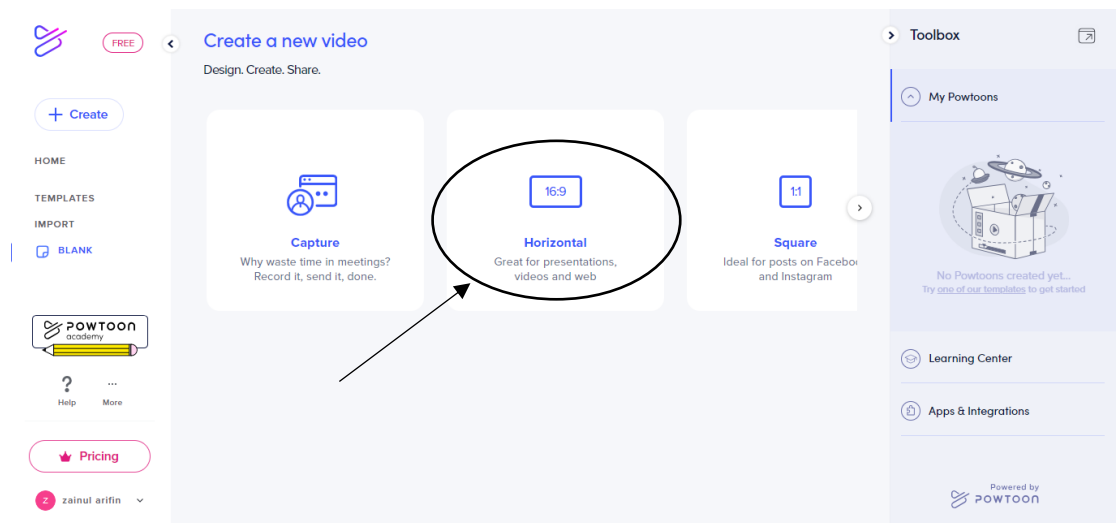 FREE
+ Create
HOME
TEMPLATES
IMPORT
BLANK
POWTOON
academy
?
Help
...
More
Pricing
z
zainul arifin
Create a new video
Design. Create. Share.
Capture
Why waste time in meetings?
Record it, send it, done.
16:9
Horizontal
Great for presentations,
videos and web
1:1
Square
Ideal for posts on Facebo
and Instagram
Toolbox
My Powtoons
No Powtoons created yet...
Try one of our templates to get started
Learning Center
Apps & Integrations
Powered by
POWTOON